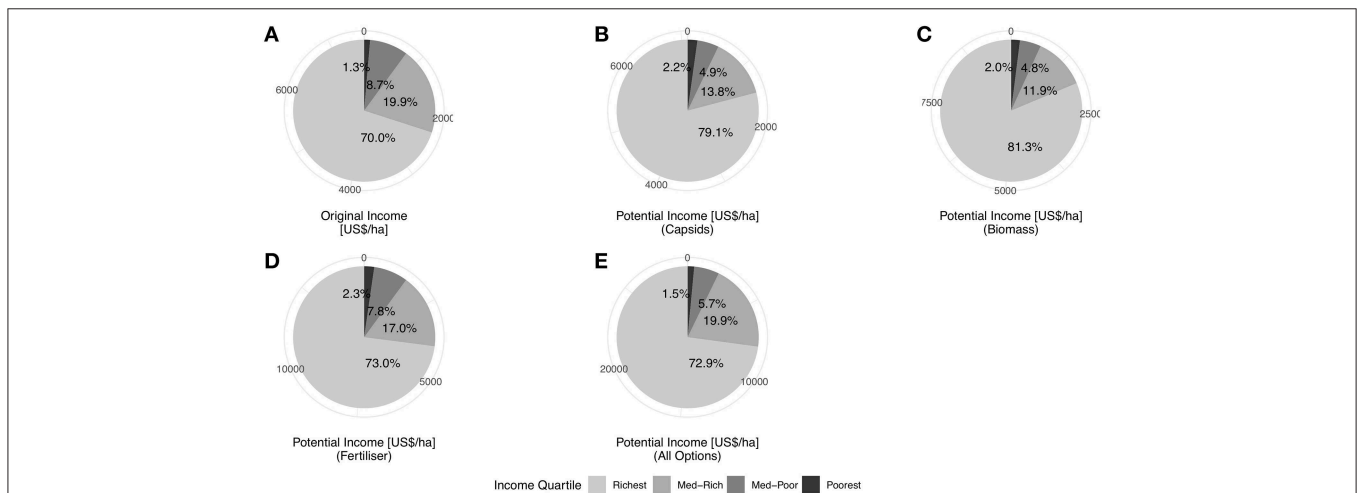 A
0
1.3%
8.7%
6000
19.9%
2000
70.0%
4000
Original Income
[US$/ha]
B
0
6000
2.2%
4.9%
13.8%
2000
79.1%
4000
Potential Income [US$/ha]
(Capsids)
C
0
2.0%
4.8%
11.9%
7500
2500
81.3%
5000
Potential Income [US$/ha]
(Biomass)
D
0
2.3%
7.8%
17.0%
73.0%
10000
5000
Potential Income [US$/ha]
(Fertiliser)
E
0
1.5%
5.7%
19.9%
72.9%
20000
10000
Potential Income [US$/ha]
(All Options)
Income Quartile Richest Med−Rich Med−Poor Poorest